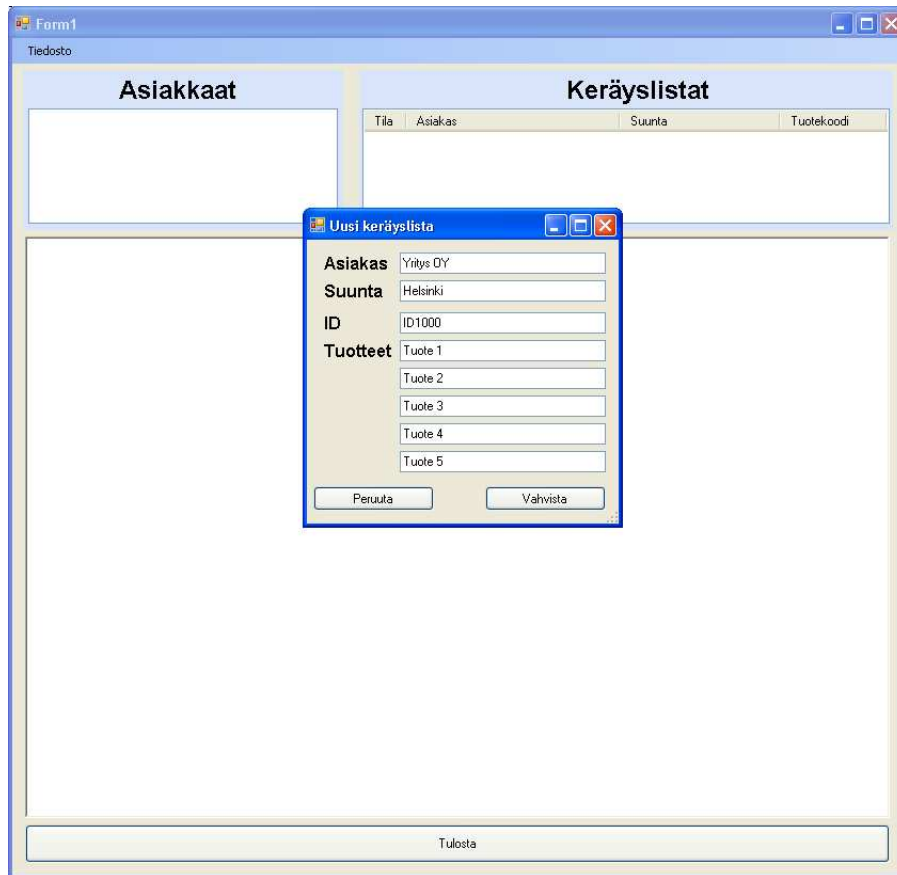 Form1
Tiedosto
Asiakkaat
Keräyslistat
Tila Asiakas Suunta Tuotekoodi
Uusi keräyslista
Asiakas Yritys OY
Suunta Helsinki
ID ID1000
Tuotteet Tuote 1
Tuote 2
Tuote 3
Tuote 4
Tuote 5
Peruuta Vahvista
Tulosta